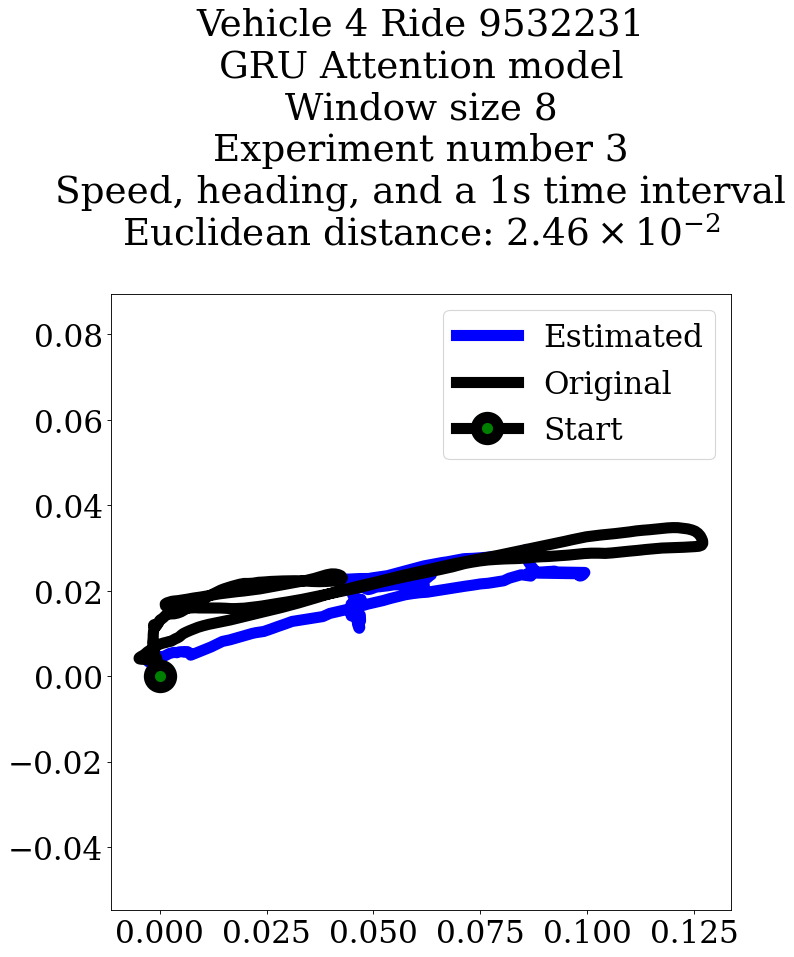 Vehicle 4 Ride 9532231
GRU Attention model
Window size 8
Experiment number 3
Speed, heading, and a 1s time interval
Euclidean distance: 2.46 × 10⁻²
Estimated
Original
Start
0.08
0.06
0.04
0.02
0.00
−0.02
−0.04
0.000 0.025 0.050 0.075 0.100 0.125